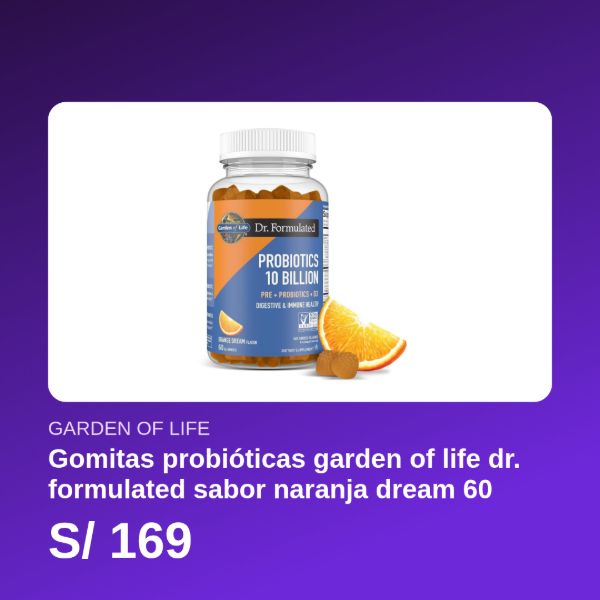 Garden of Life
Dr. Formulated
PROBIOTICS
10 BILLION
PRE + PROBIOTICS + D3
DIGESTIVE & IMMUNE HEALTH
ORANGE DREAM FLAVOR
60
GARDEN OF LIFE
Gomitas probióticas garden of life dr.
formulated sabor naranja dream 60
S/ 169